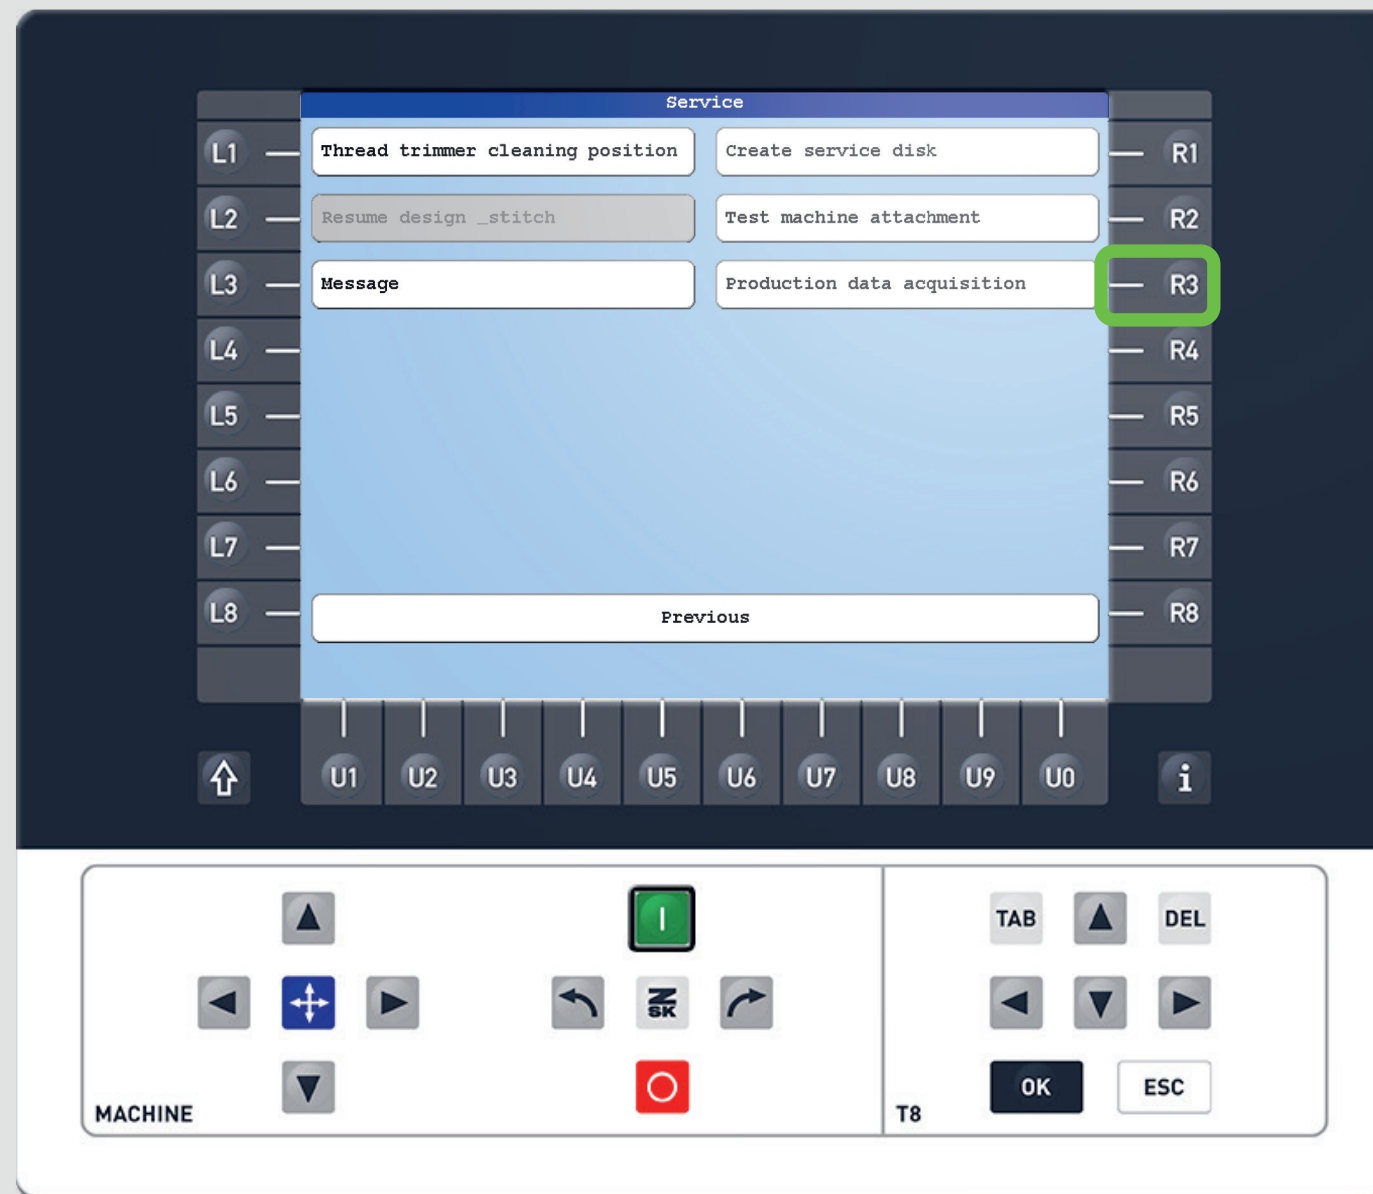 Service
L1 Thread trimmer cleaning position Create service disk R1
L2 Resume design _stitch Test machine attachment R2
L3 Message Production data acquisition R3
L4 R4
L5 R5
L6 R6
L7 R7
L8 Previous R8
U1 U2 U3 U4 U5 U6 U7 U8 U9 U0 i
I TAB DEL
ZSK
OK ESC
MACHINE T8